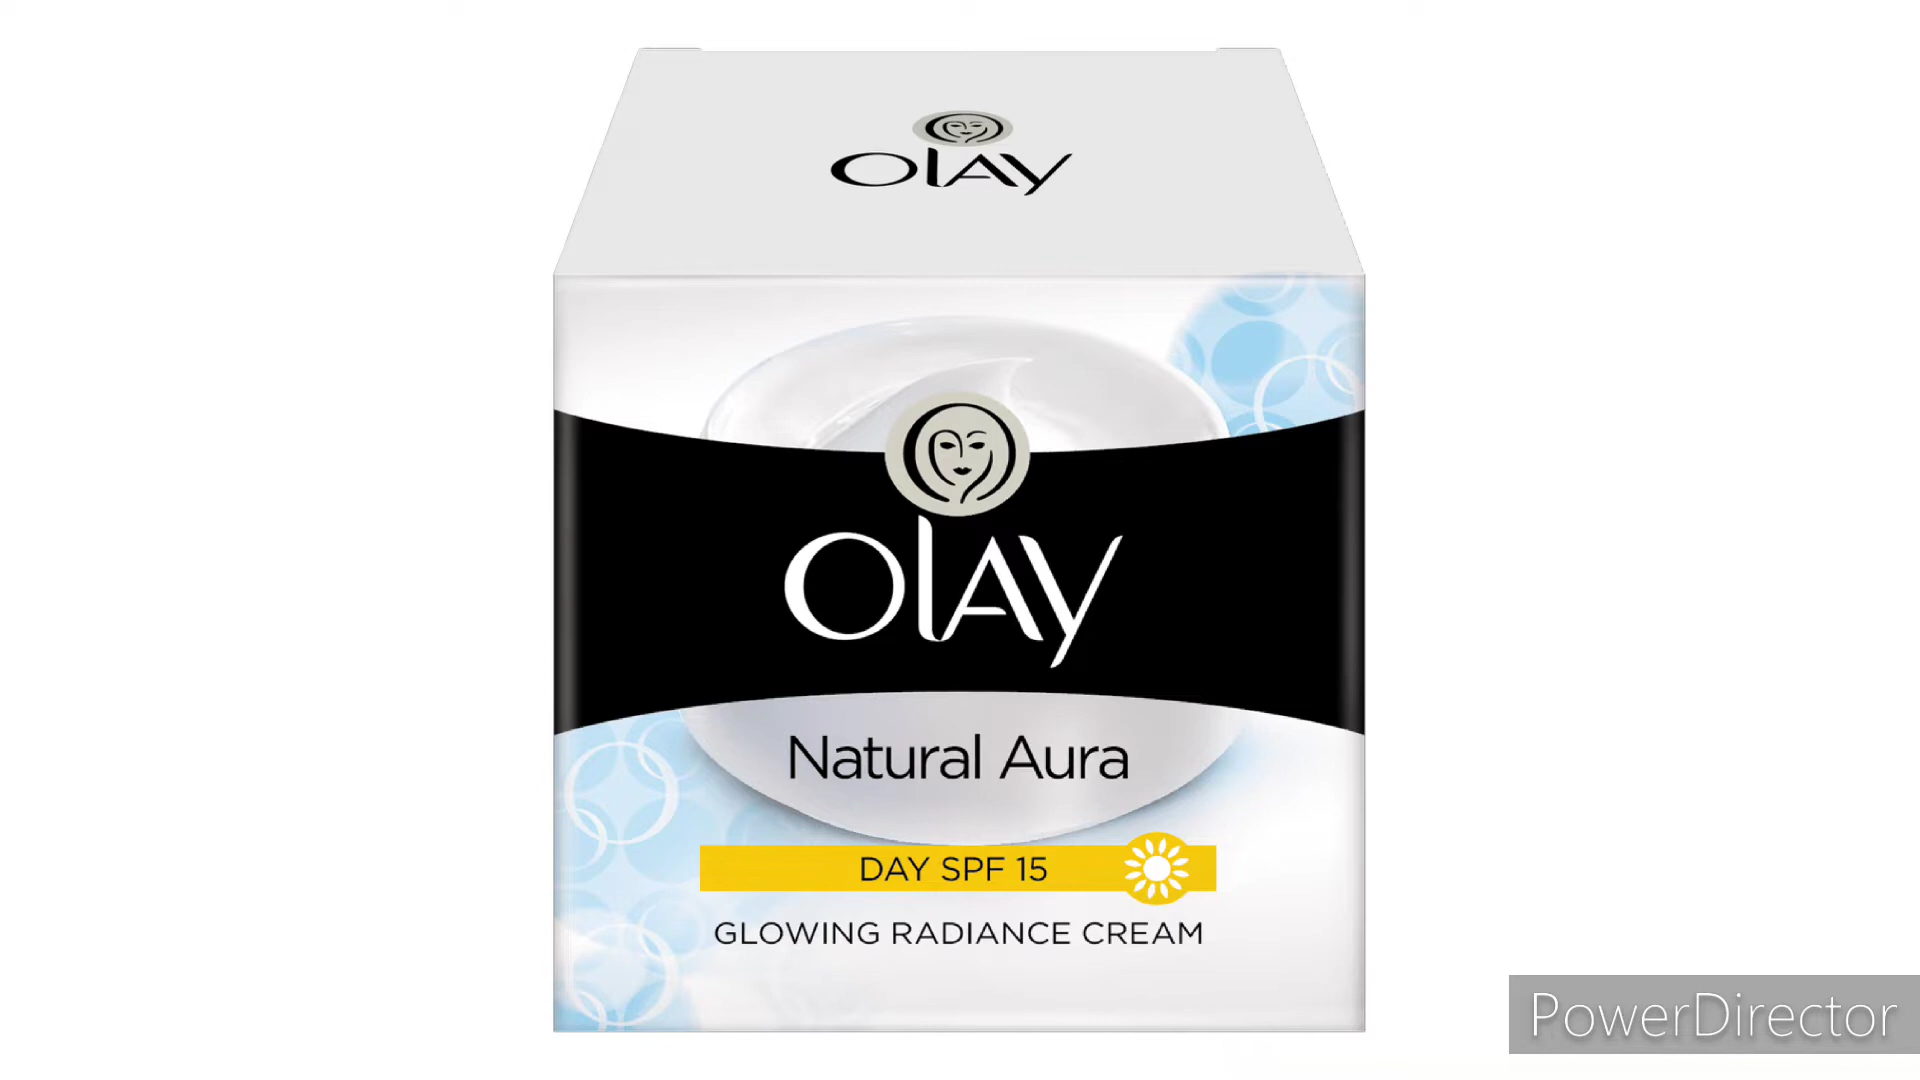 OLAY
OLAY
Natural Aura
DAY SPF 15
GLOWING RADIANCE CREAM
PowerDirector